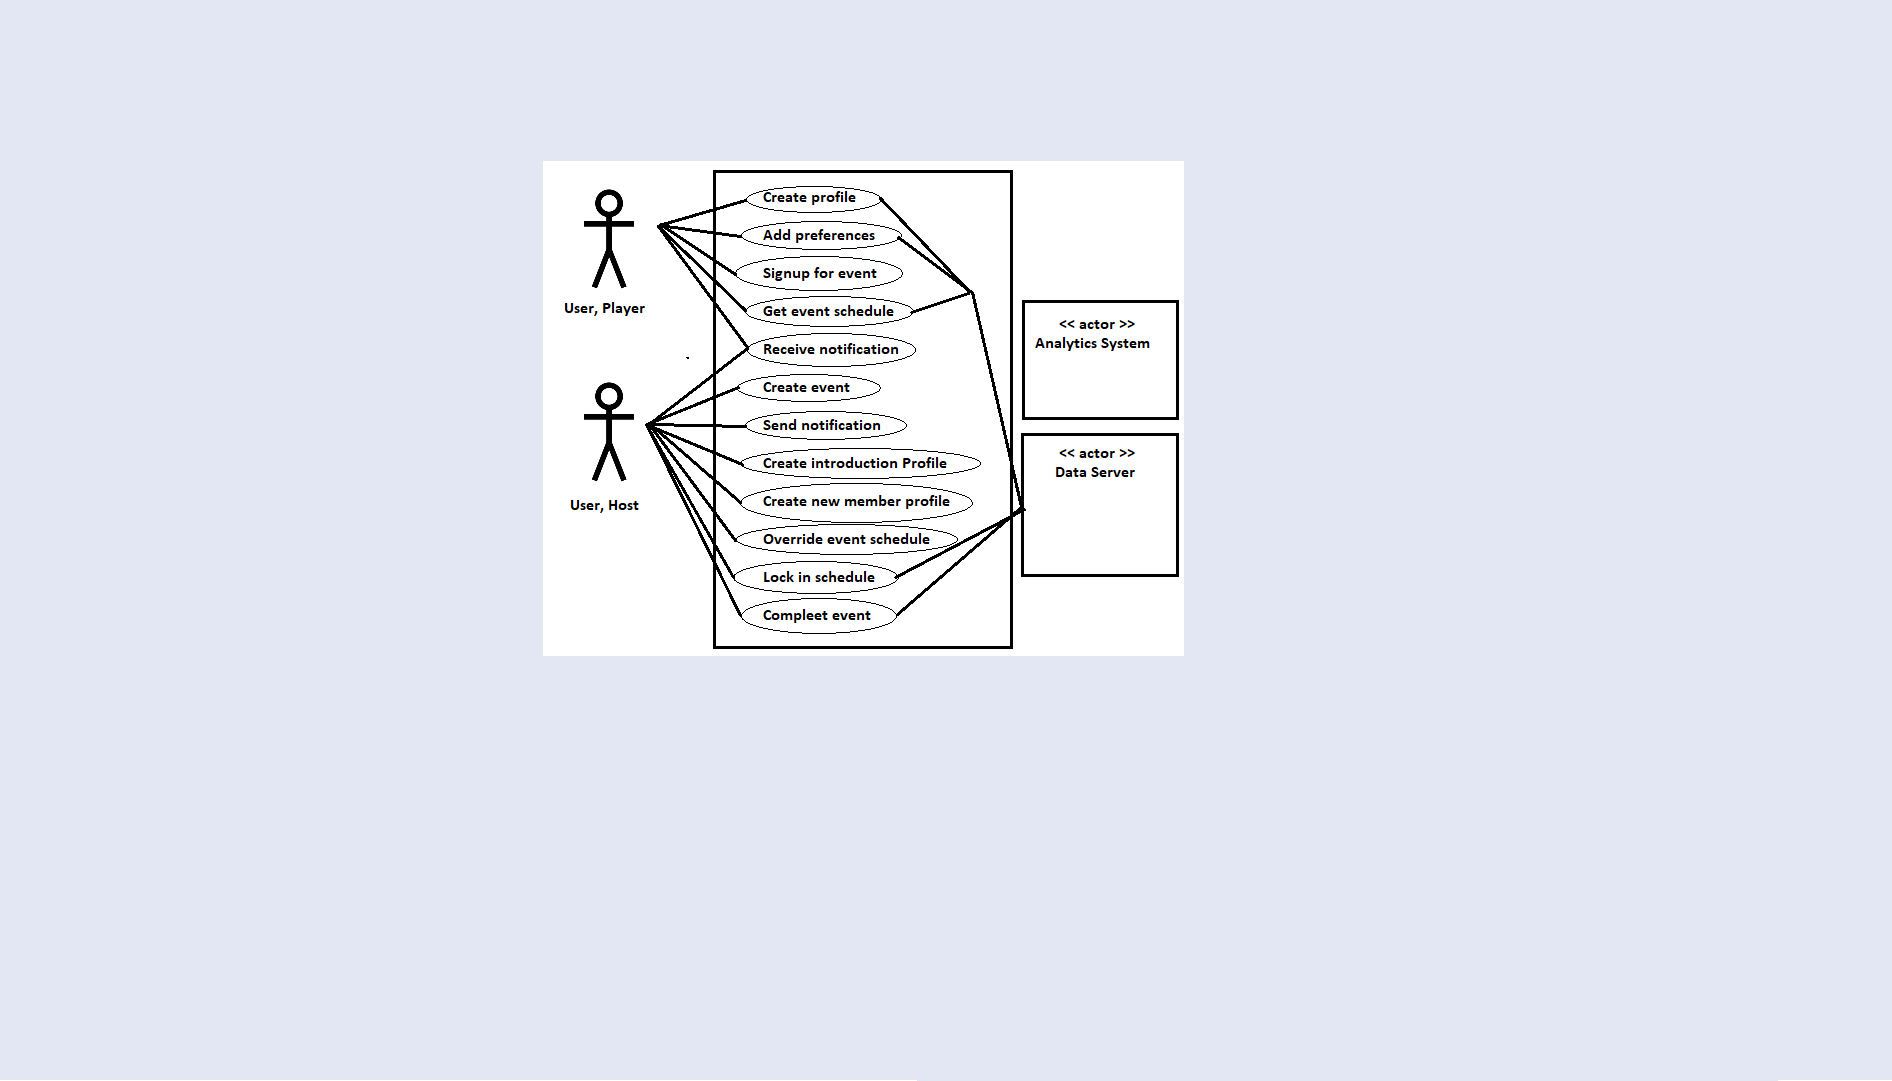 Create profile
Add preferences
Signup for event
Get event schedule
Receive notification
Create event
Send notification
Create introduction Profile
Create new member profile
Override event schedule
Lock in schedule
Compleet event
User, Player
User, Host
<< actor >>
Analytics System
<< actor >>
Data Server